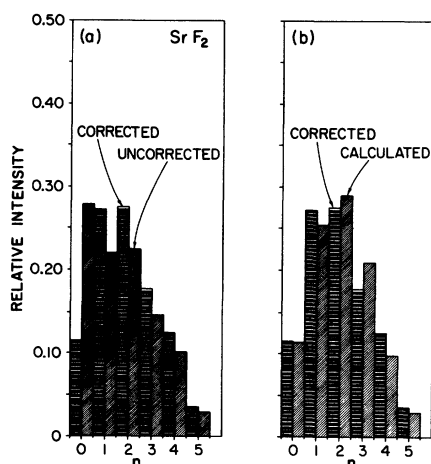 (a) Sr F2
CORRECTED
UNCORRECTED
RELATIVE INTENSITY
0.50
0.40
0.30
0.20
0.10
0
0 1 2 3 4 5
n
(b)
CORRECTED
CALCULATED
0 1 2 3 4 5
n